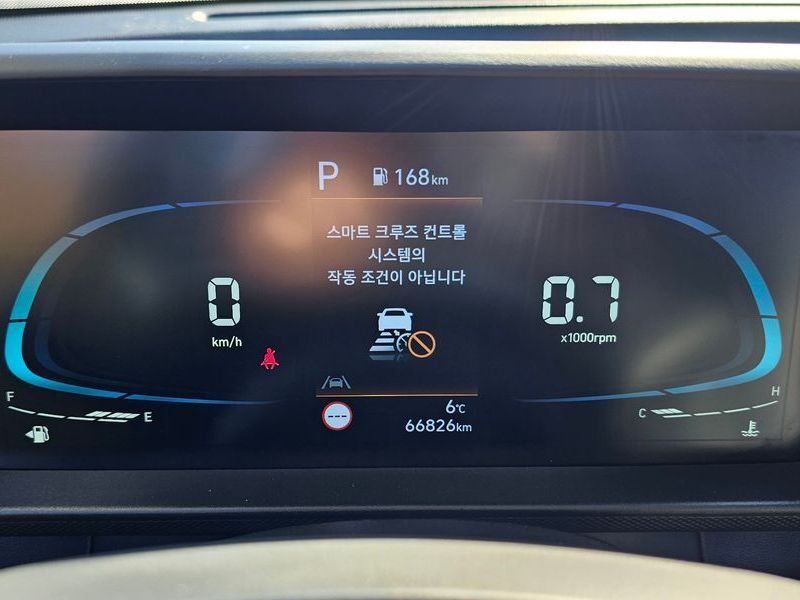 P 168km
스마트 크루즈 컨트롤
시스템의
작동 조건이 아닙니다
0
km/h
0.7
x1000rpm
F E
C H
---
6℃
66826km